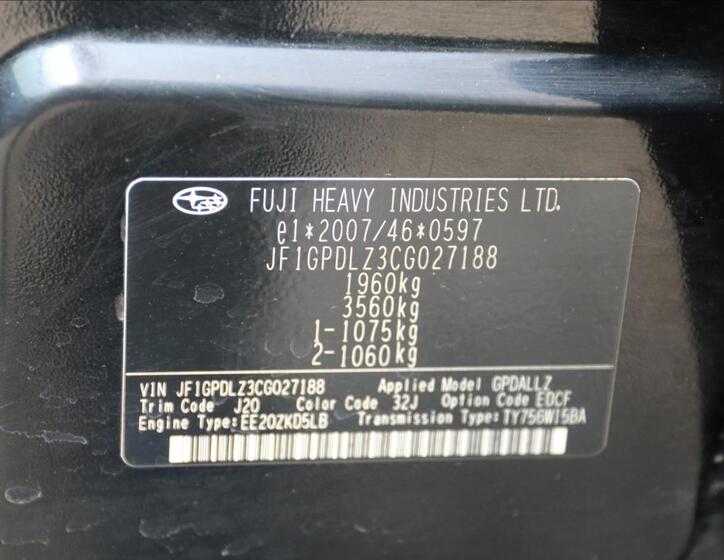 FUJI HEAVY INDUSTRIES LTD.
e1*2007/46*0597
JF1GPDLZ3CG027188
1960kg
3560kg
1-1075kg
2-1060kg
VIN JF1GPDLZ3CG027188 Applied Model GPDALLZ
Trim Code J20 Color Code 32J Option Code EDCF
Engine Type:EE20ZKD5LB Transmission Type:TY756W15BA